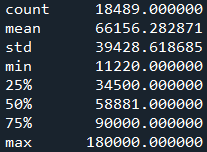 count 18489.000000
mean 66156.282871
std 39428.618685
min 11220.000000
25% 34500.000000
50% 58881.000000
75% 90000.000000
max 180000.000000